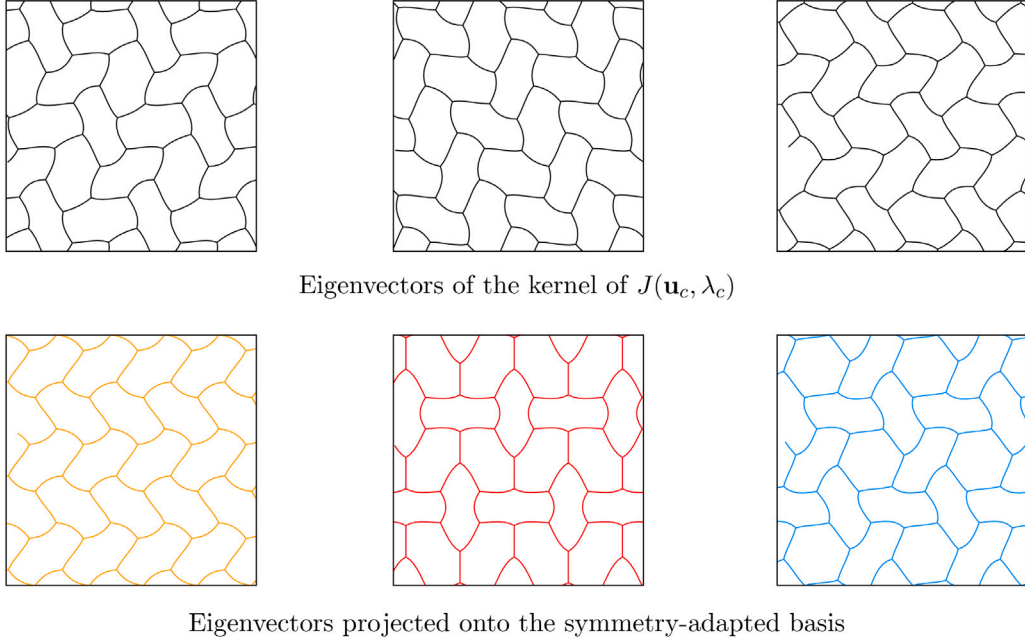 Eigenvectors of the kernel of J(u_c, λ_c)
Eigenvectors projected onto the symmetry-adapted basis